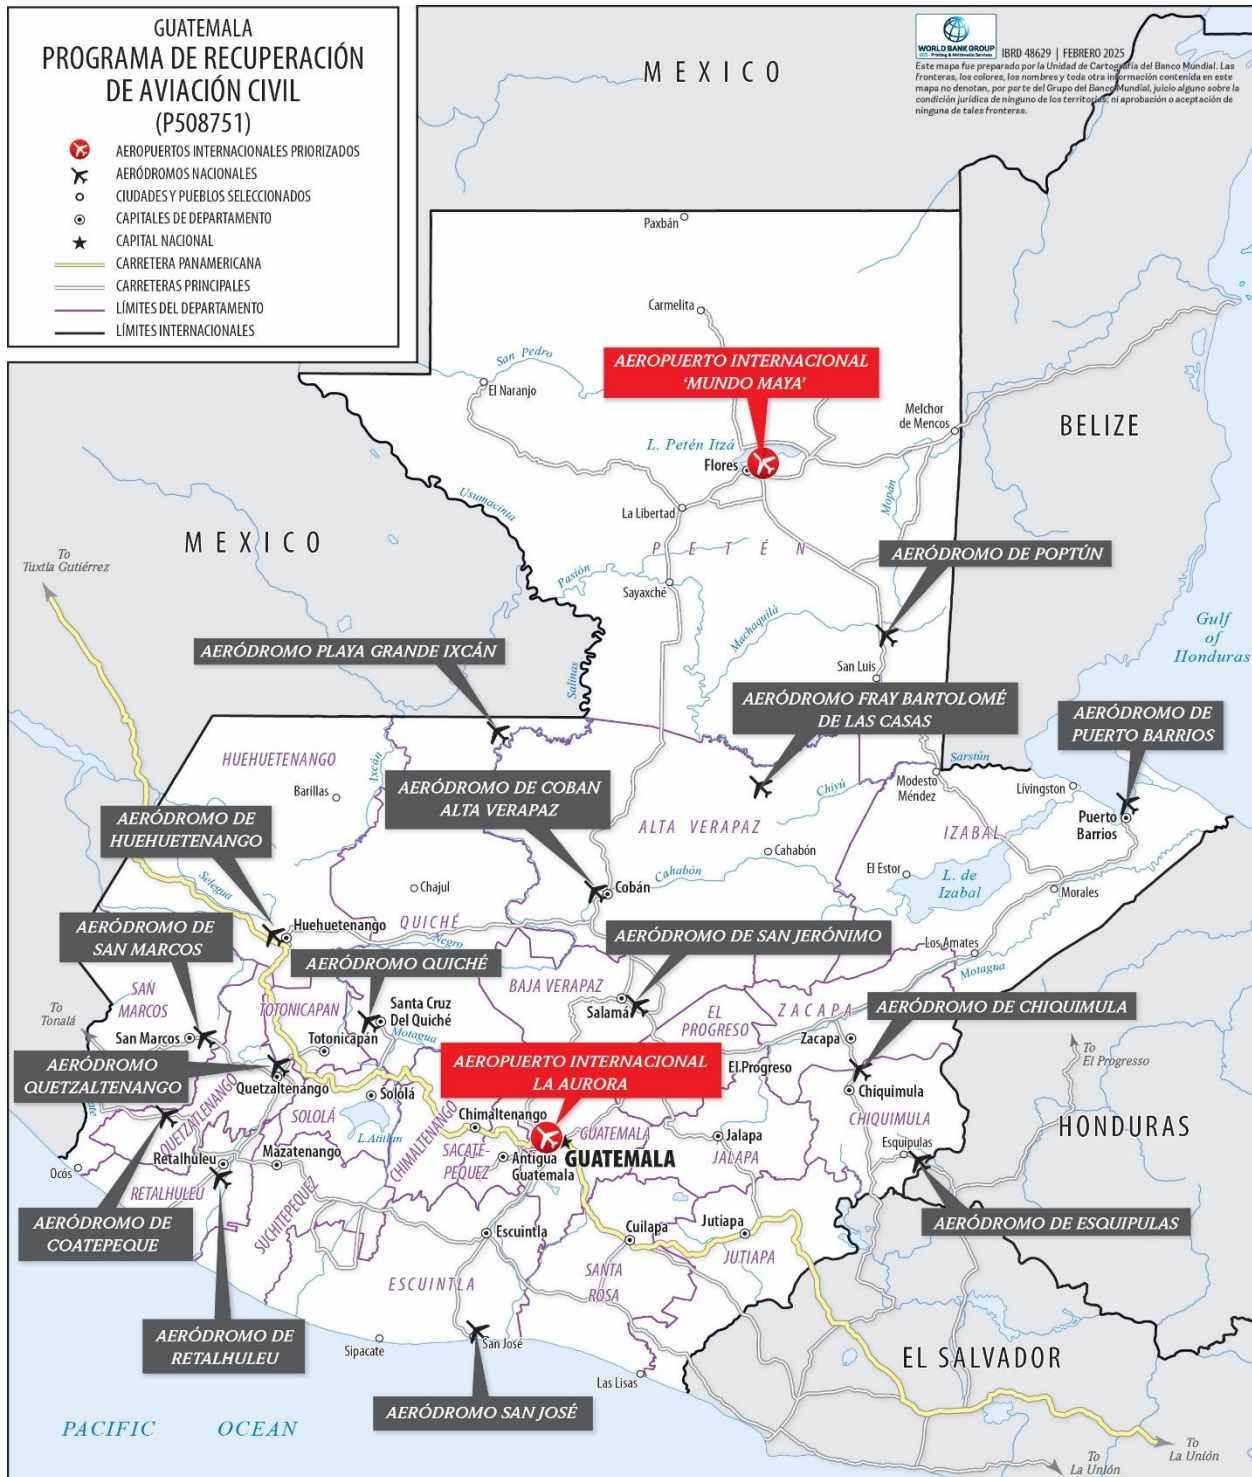 GUATEMALA
PROGRAMA DE RECUPERACIÓN
DE AVIACIÓN CIVIL
(P508751)
AEROPUERTOS INTERNACIONALES PRIORIZADOS
AERÓDROMOS NACIONALES
CIUDADES Y PUEBLOS SELECCIONADOS
CAPITALES DE DEPARTAMENTO
CAPITAL NACIONAL
CARRETERA PANAMERICANA
CARRETERAS PRINCIPALES
LÍMITES DEL DEPARTAMENTO
LÍMITES INTERNACIONALES
WORLD BANK GROUP
IBRD 48629 | FEBRERO 2025
Este mapa fue preparado por la Unidad de Cartografía del Banco Mundial. Las
fronteras, los colores, los nombres y toda otra información contenida en este
mapa no denotan, por parte del Grupo del Banco Mundial, juicio alguno sobre la
condición jurídica de ninguno de los territorios, ni aprobación o aceptación de
ninguna de tales fronteras.
MEXICO
Paxbán
Carmelita
San Pedro
El Naranjo
AEROPUERTO INTERNACIONAL
'MUNDO MAYA'
Melchor
de Mencos
BELIZE
L. Petén Itzá
Flores
Usumacinta
La Libertad
Mopán
MEXICO
To
Tuxtla Gutiérrez
PETÉN
AERÓDROMO DE POPTÚN
Pasión
Sayaxché
Machaquilá
Gulf
of
Honduras
AERÓDROMO PLAYA GRANDE IXCÁN
Salinas
San Luis
AERÓDROMO FRAY BARTOLOMÉ
DE LAS CASAS
AERÓDROMO DE
PUERTO BARRIOS
HUEHUETENANGO
Ixcán
Sarstún
Barillas
AERÓDROMO DE COBAN
ALTA VERAPAZ
Chiyú
Modesto
Méndez
Lívingston
AERÓDROMO DE
HUEHUETENANGO
ALTA VERAPAZ
IZABAL
Puerto
Barrios
Cahabón
Selegua
Chajul
Cobán
Cahabón
El Estor
L. de
Izabal
Morales
AERÓDROMO DE
SAN MARCOS
Huehuetenango
QUICHÉ
Negro
AERÓDROMO DE SAN JERÓNIMO
Los Amates
Motagua
AERÓDROMO QUICHÉ
SAN
MARCOS
TOTONICAPAN
BAJA VERAPAZ
Salamá
EL
PROGRESO
ZACAPA
AERÓDROMO DE CHIQUIMULA
To
Tonalá
Santa Cruz
Del Quiché
Motagua
San Marcos
Totonicapán
Zacapa
To
El Progresso
AERÓDROMO
QUETZALTENANGO
Quetzaltenango
AEROPUERTO INTERNACIONAL
LA AURORA
El Progreso
Sololá
Chiquimula
QUETZALTENANGO
SOLOLÁ
L. Atitlán
CHIMALTENANGO
Chimaltenango
GUATEMALA
CHIQUIMULA
HONDURAS
SACATE-
PEQUEZ
Antigua
Guatemala
GUATEMALA
Jalapa
JALAPA
Esquipulas
Ocós
Retalhuleu
Mazatenango
RETALHULEU
SUCHITEPEQUEZ
AERÓDROMO DE
COATEPEQUE
Escuintla
Cuilapa
Jutiapa
AERÓDROMO DE ESQUIPULAS
ESCUINTLA
SANTA
ROSA
JUTIAPA
AERÓDROMO DE
RETALHULEU
Sipacate
San José
Las Lisas
EL SALVADOR
AERÓDROMO SAN JOSÉ
PACIFIC OCEAN
To
La Unión
To
La Unión